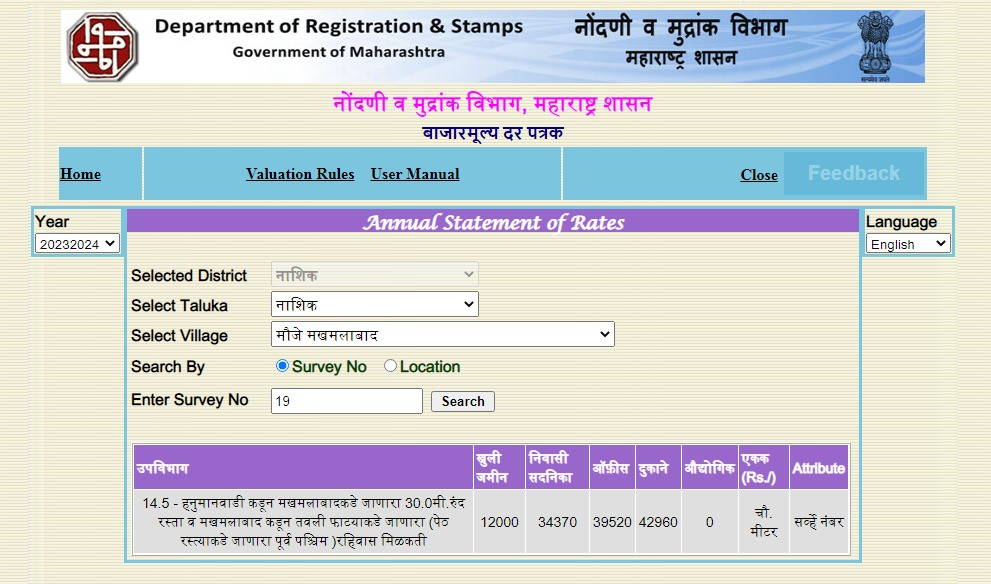 Department of Registration & Stamps
Government of Maharashtra
नोंदणी व मुद्रांक विभाग
महाराष्ट्र शासन
नोंदणी व मुद्रांक विभाग, महाराष्ट्र शासन
बाजारमूल्य दर पत्रक
Home Valuation Rules User Manual Close Feedback
Year Annual Statement of Rates Language
20232024 English
Selected District नाशिक
Select Taluka नाशिक
Select Village मौजे मखमलाबाद
Search By Survey No Location
Enter Survey No 19 Search
उपविभाग खुली जमीन निवासी सदनिका ऑफ़ीस दुकाने औद्योगिक एकक (Rs./) Attribute
14.5 - हनुमानवाडी कडून मखमलाबादकडे जाणारा 30.0मी.रुंद
रस्ता व मखमलाबाद कडून तवली फाटयाकडे जाणारा (पेठ
रस्त्याकडे जाणारा पूर्व पश्चिम )रहिवास मिळकती
12000 34370 39520 42960 0 चौ. मीटर सर्व्हे नंबर